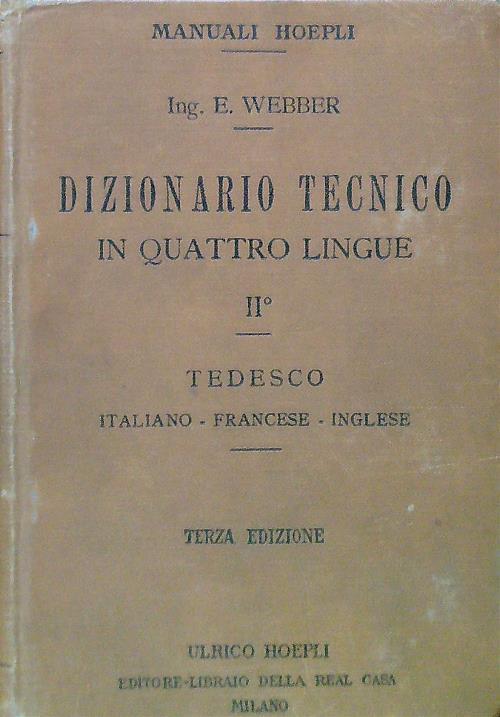 MANUALI HOEPLI
Ing. E. WEBBER
DIZIONARIO TECNICO
IN QUATTRO LINGUE
II°
TEDESCO
ITALIANO - FRANCESE - INGLESE
TERZA EDIZIONE
ULRICO HOEPLI
EDITORE-LIBRAIO DELLA REAL CASA
MILANO